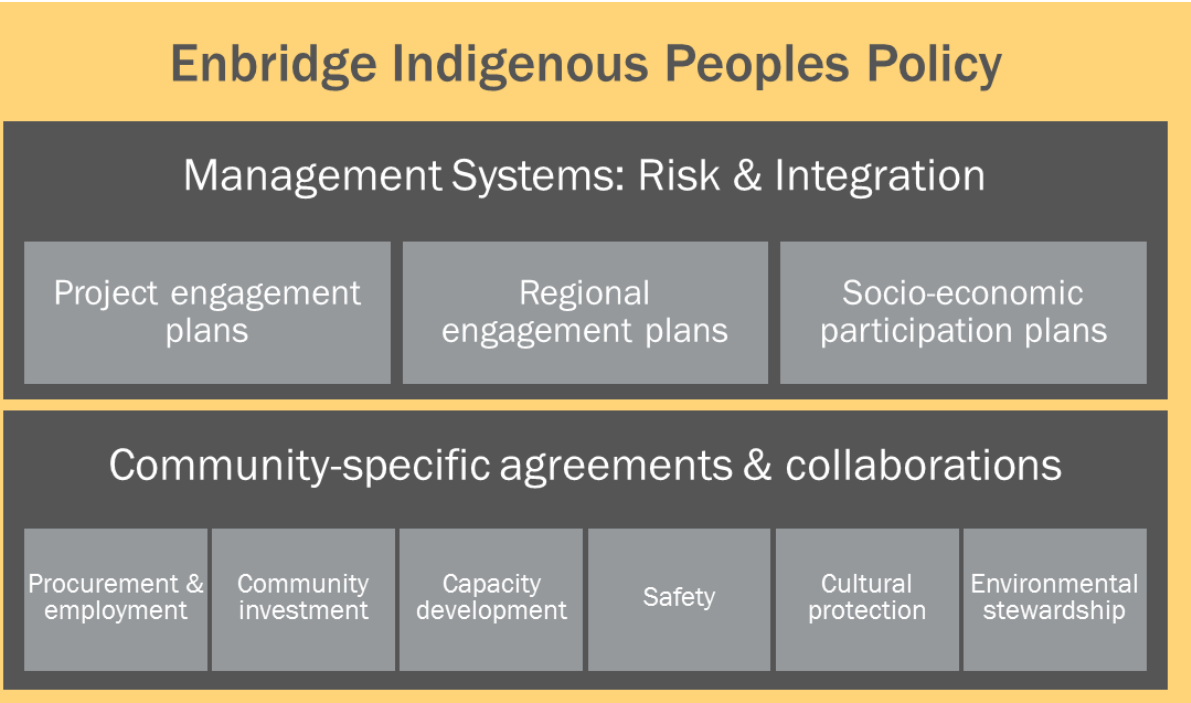 Enbridge Indigenous Peoples Policy
Management Systems: Risk & Integration
Project engagement
plans
Regional
engagement plans
Socio-economic
participation plans
Community-specific agreements & collaborations
Procurement &
employment
Community
investment
Capacity
development
Safety
Cultural
protection
Environmental
stewardship